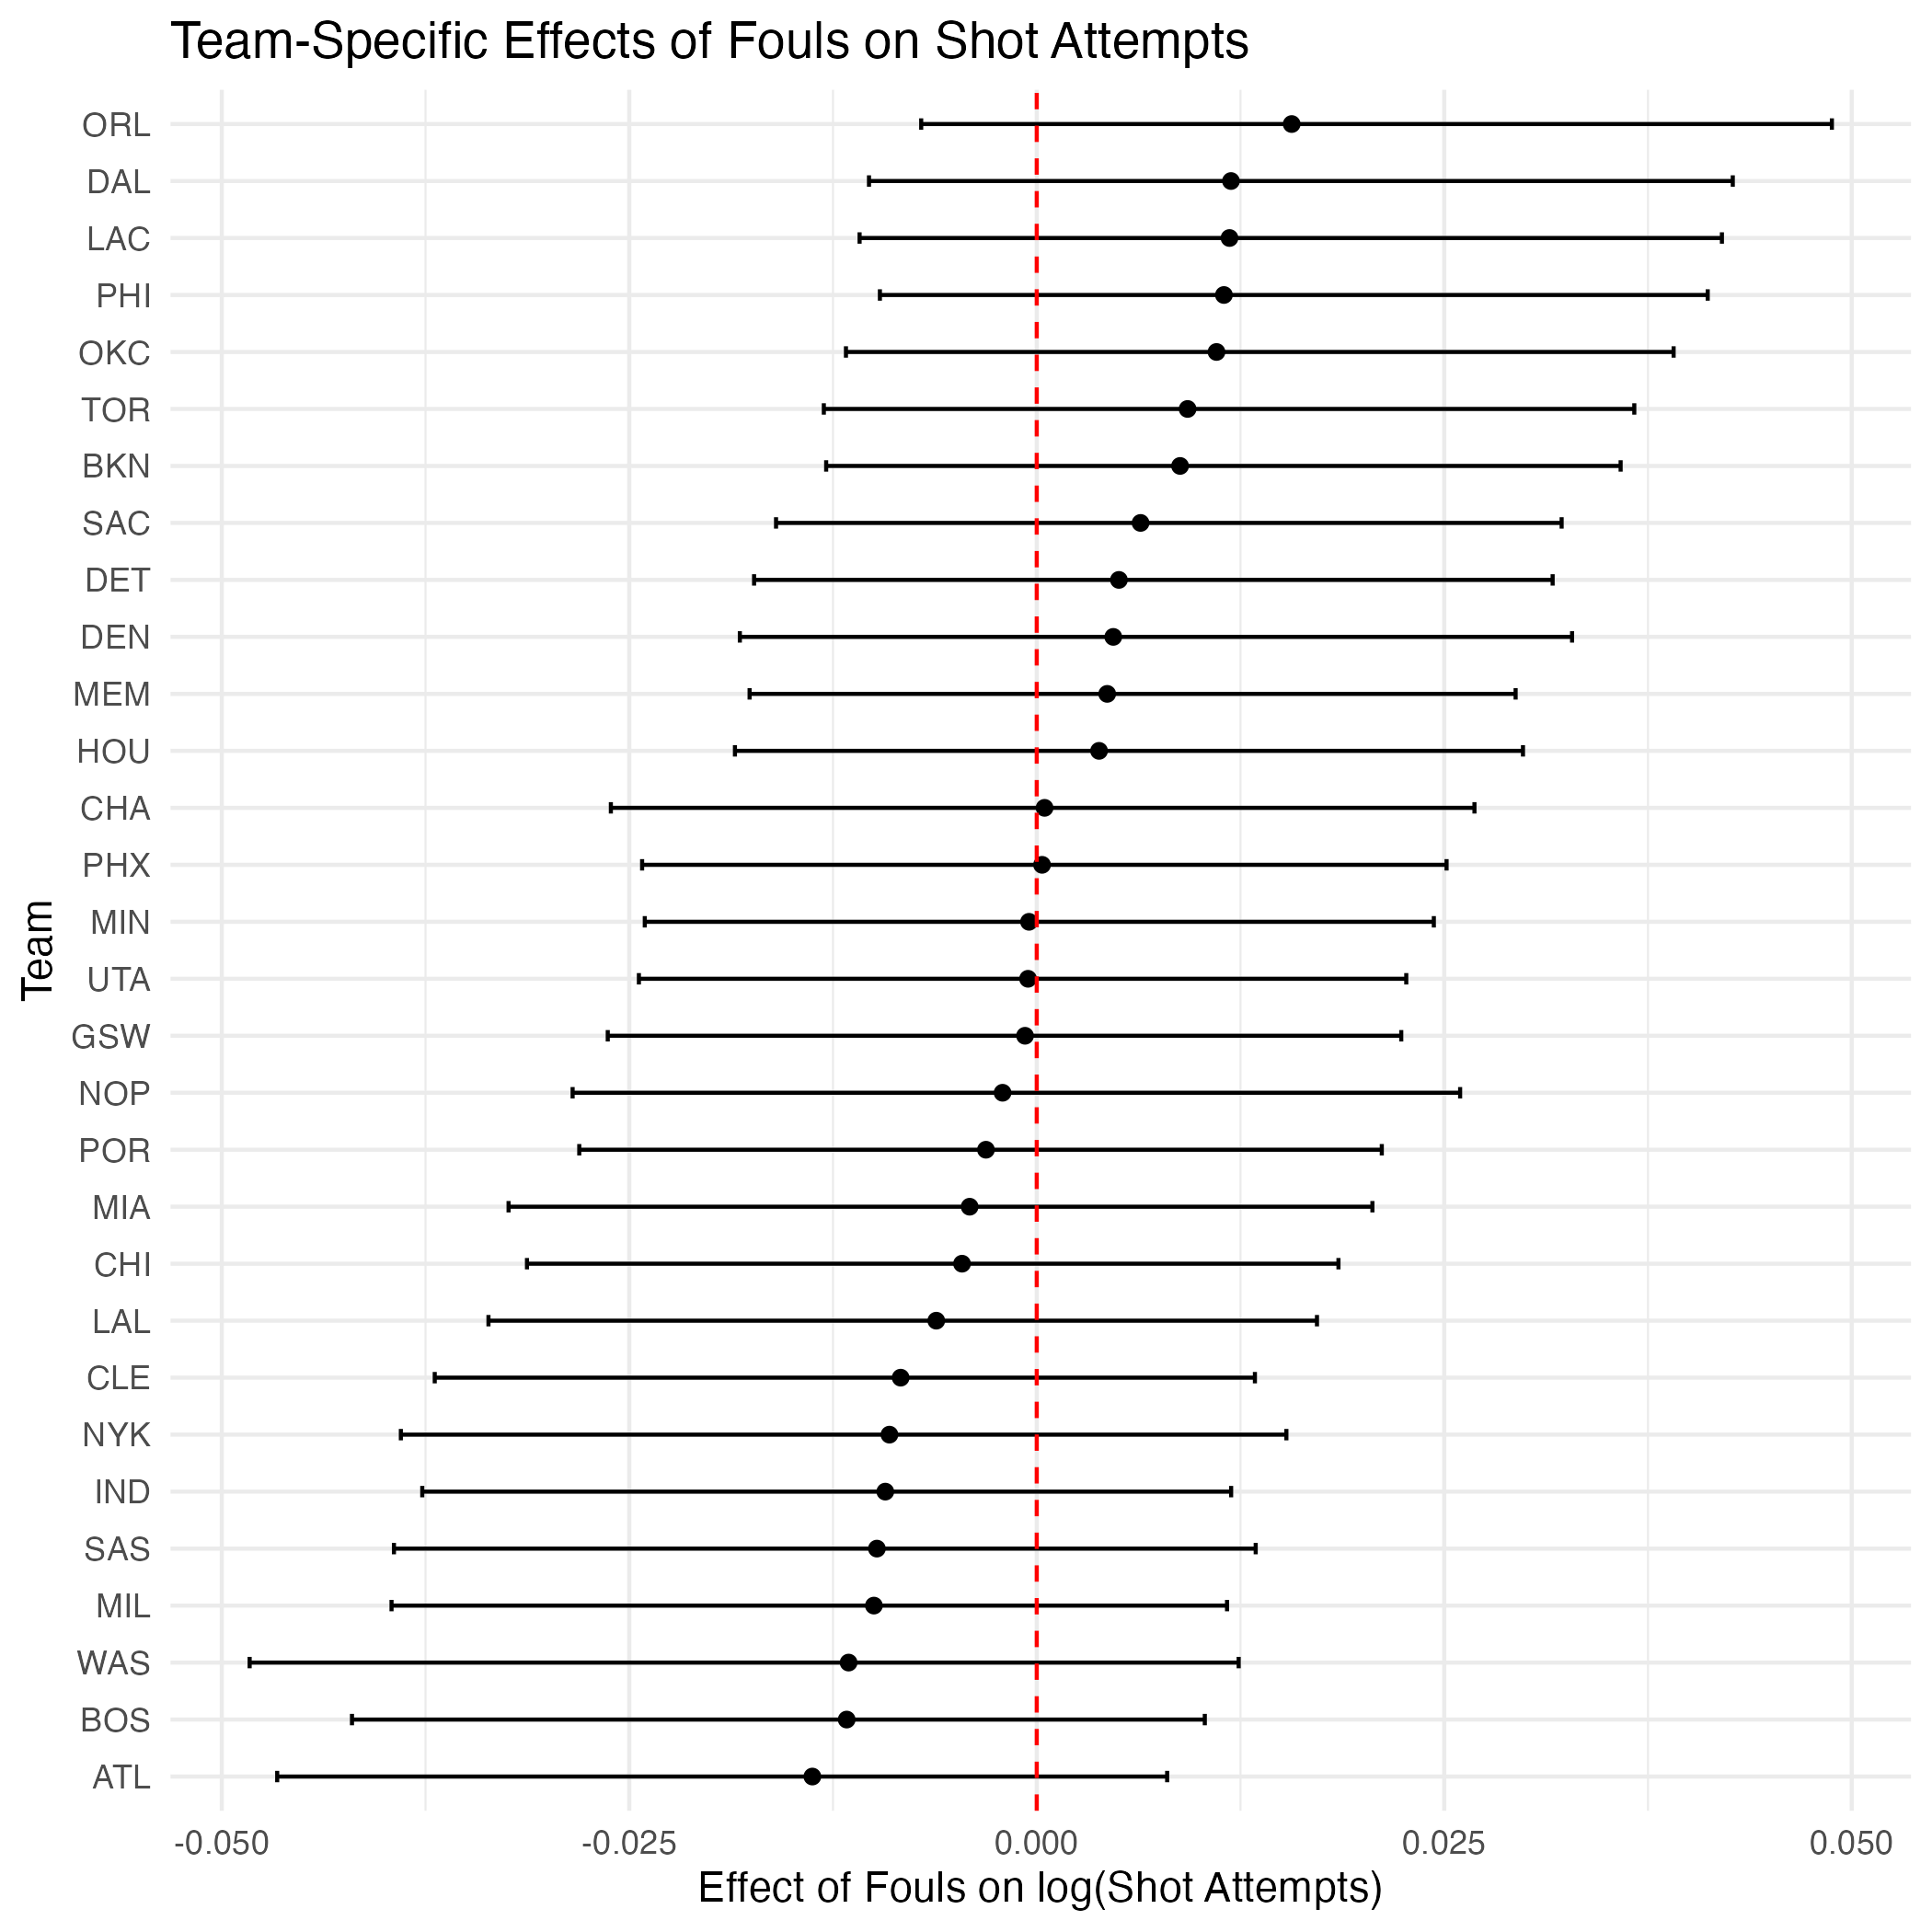 Team-Specific Effects of Fouls on Shot Attempts
ORL
DAL
LAC
PHI
OKC
TOR
BKN
SAC
DET
DEN
MEM
HOU
CHA
PHX
MIN
UTA
GSW
NOP
POR
MIA
CHI
LAL
CLE
NYK
IND
SAS
MIL
WAS
BOS
ATL
Team
-0.050 -0.025 0.000 0.025 0.050
Effect of Fouls on log(Shot Attempts)